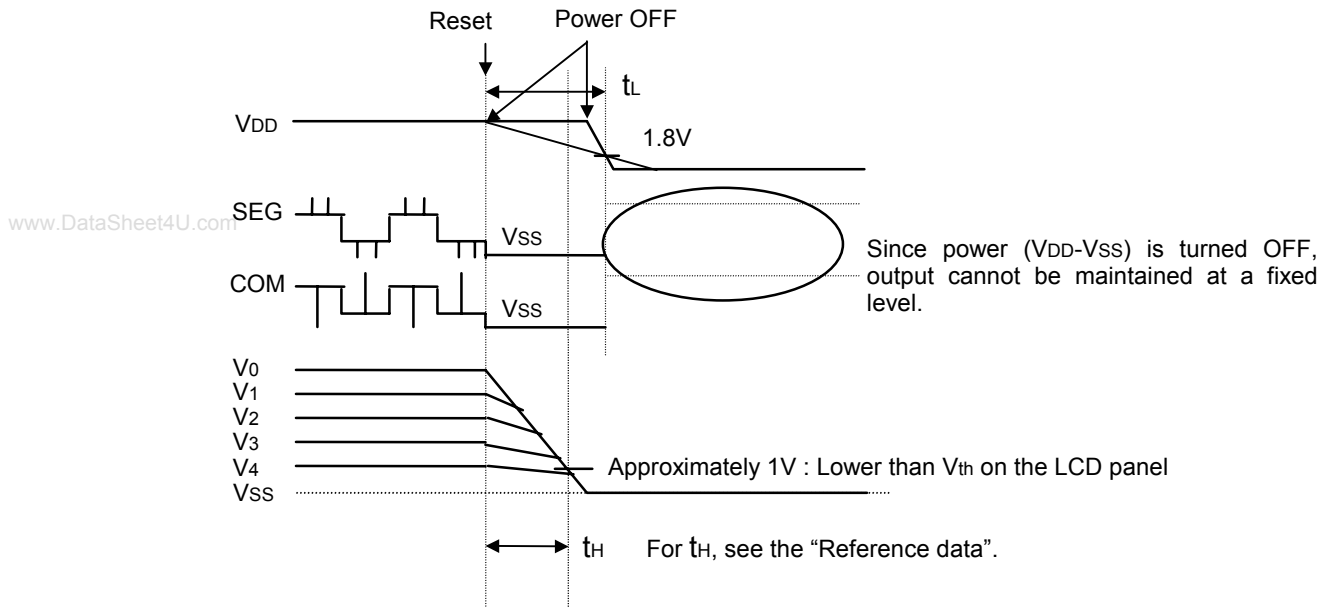 Reset
Power OFF
tL
VDD
1.8V
www.DataSheet4U.com
SEG
VSS
Since power (VDD-VSS) is turned OFF,
output cannot be maintained at a fixed
level.
COM
VSS
V0
V1
V2
V3
V4
Approximately 1V : Lower than Vth on the LCD panel
VSS
tH
For tH, see the “Reference data”.